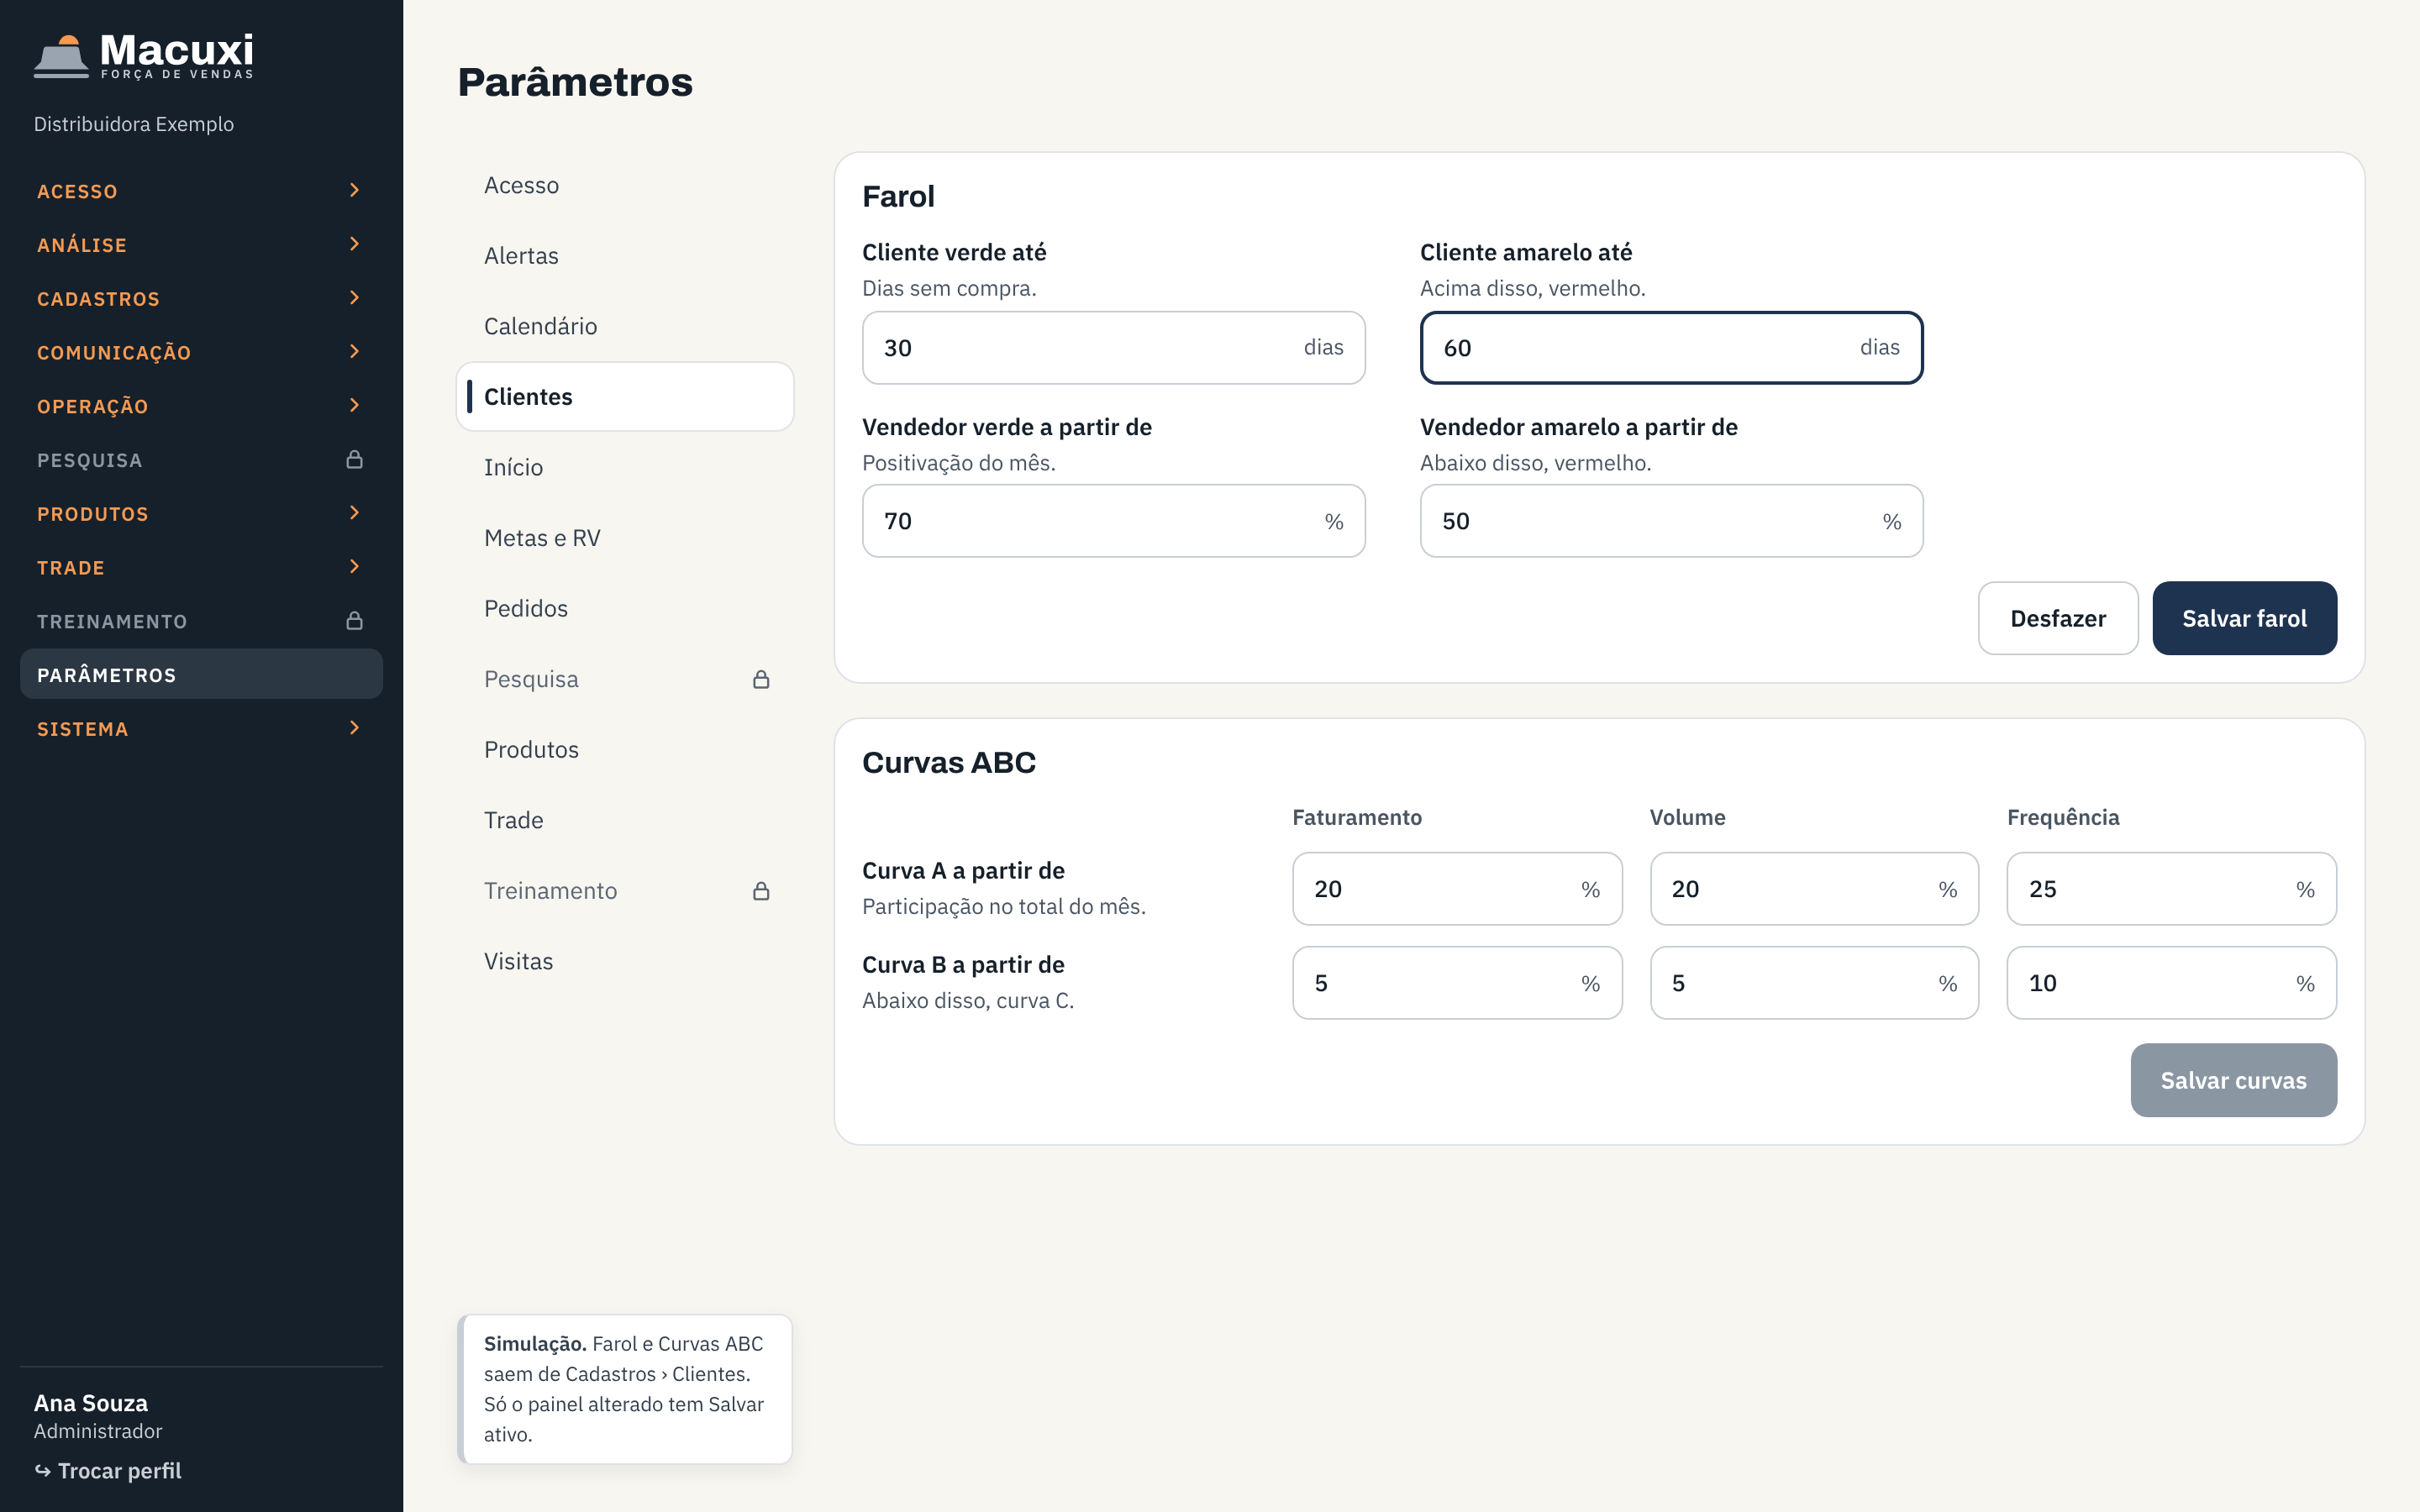 Macuxi
FORÇA DE VENDAS
Distribuidora Exemplo
ACESSO
ANÁLISE
CADASTROS
COMUNICAÇÃO
OPERAÇÃO
PESQUISA
PRODUTOS
TRADE
TREINAMENTO
PARÂMETROS
SISTEMA
Ana Souza
Administrador
↪ Trocar perfil
Parâmetros
Acesso
Alertas
Calendário
Clientes
Início
Metas e RV
Pedidos
Pesquisa
Produtos
Trade
Treinamento
Visitas
Simulação. Farol e Curvas ABC
saem de Cadastros › Clientes.
Só o painel alterado tem Salvar
ativo.
Farol
Cliente verde até
Dias sem compra.
30 dias
Cliente amarelo até
Acima disso, vermelho.
60 dias
Vendedor verde a partir de
Positivação do mês.
70 %
Vendedor amarelo a partir de
Abaixo disso, vermelho.
50 %
Desfazer
Salvar farol
Curvas ABC
Faturamento Volume Frequência
Curva A a partir de
Participação no total do mês.
20 % 20 % 25 %
Curva B a partir de
Abaixo disso, curva C.
5 % 5 % 10 %
Salvar curvas